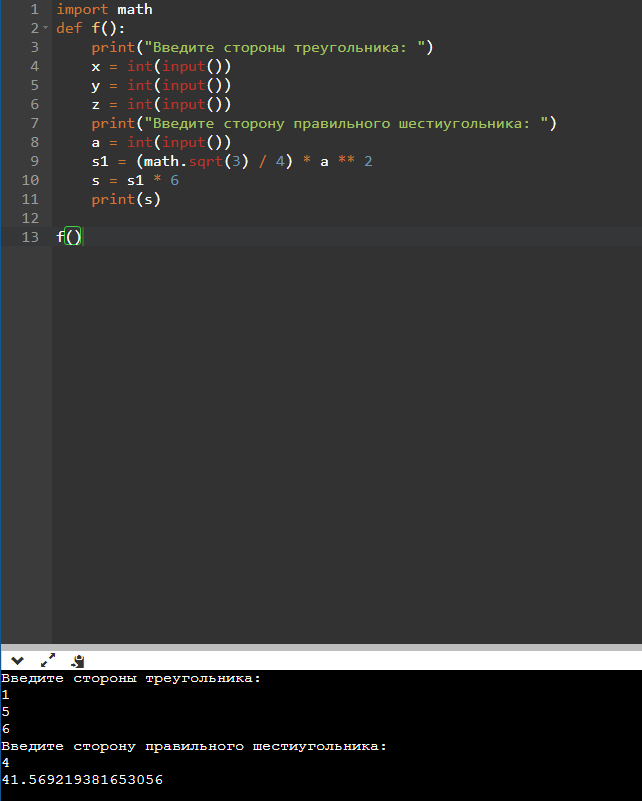 1 import math
2 def f():
3     print("Введите стороны треугольника: ")
4     x = int(input())
5     y = int(input())
6     z = int(input())
7     print("Введите сторону правильного шестиугольника: ")
8     a = int(input())
9     s1 = (math.sqrt(3) / 4) * a ** 2
10     s = s1 * 6
11     print(s)
12
13 f()
Введите стороны треугольника:
1
5
6
Введите сторону правильного шестиугольника:
4
41.569219381653056